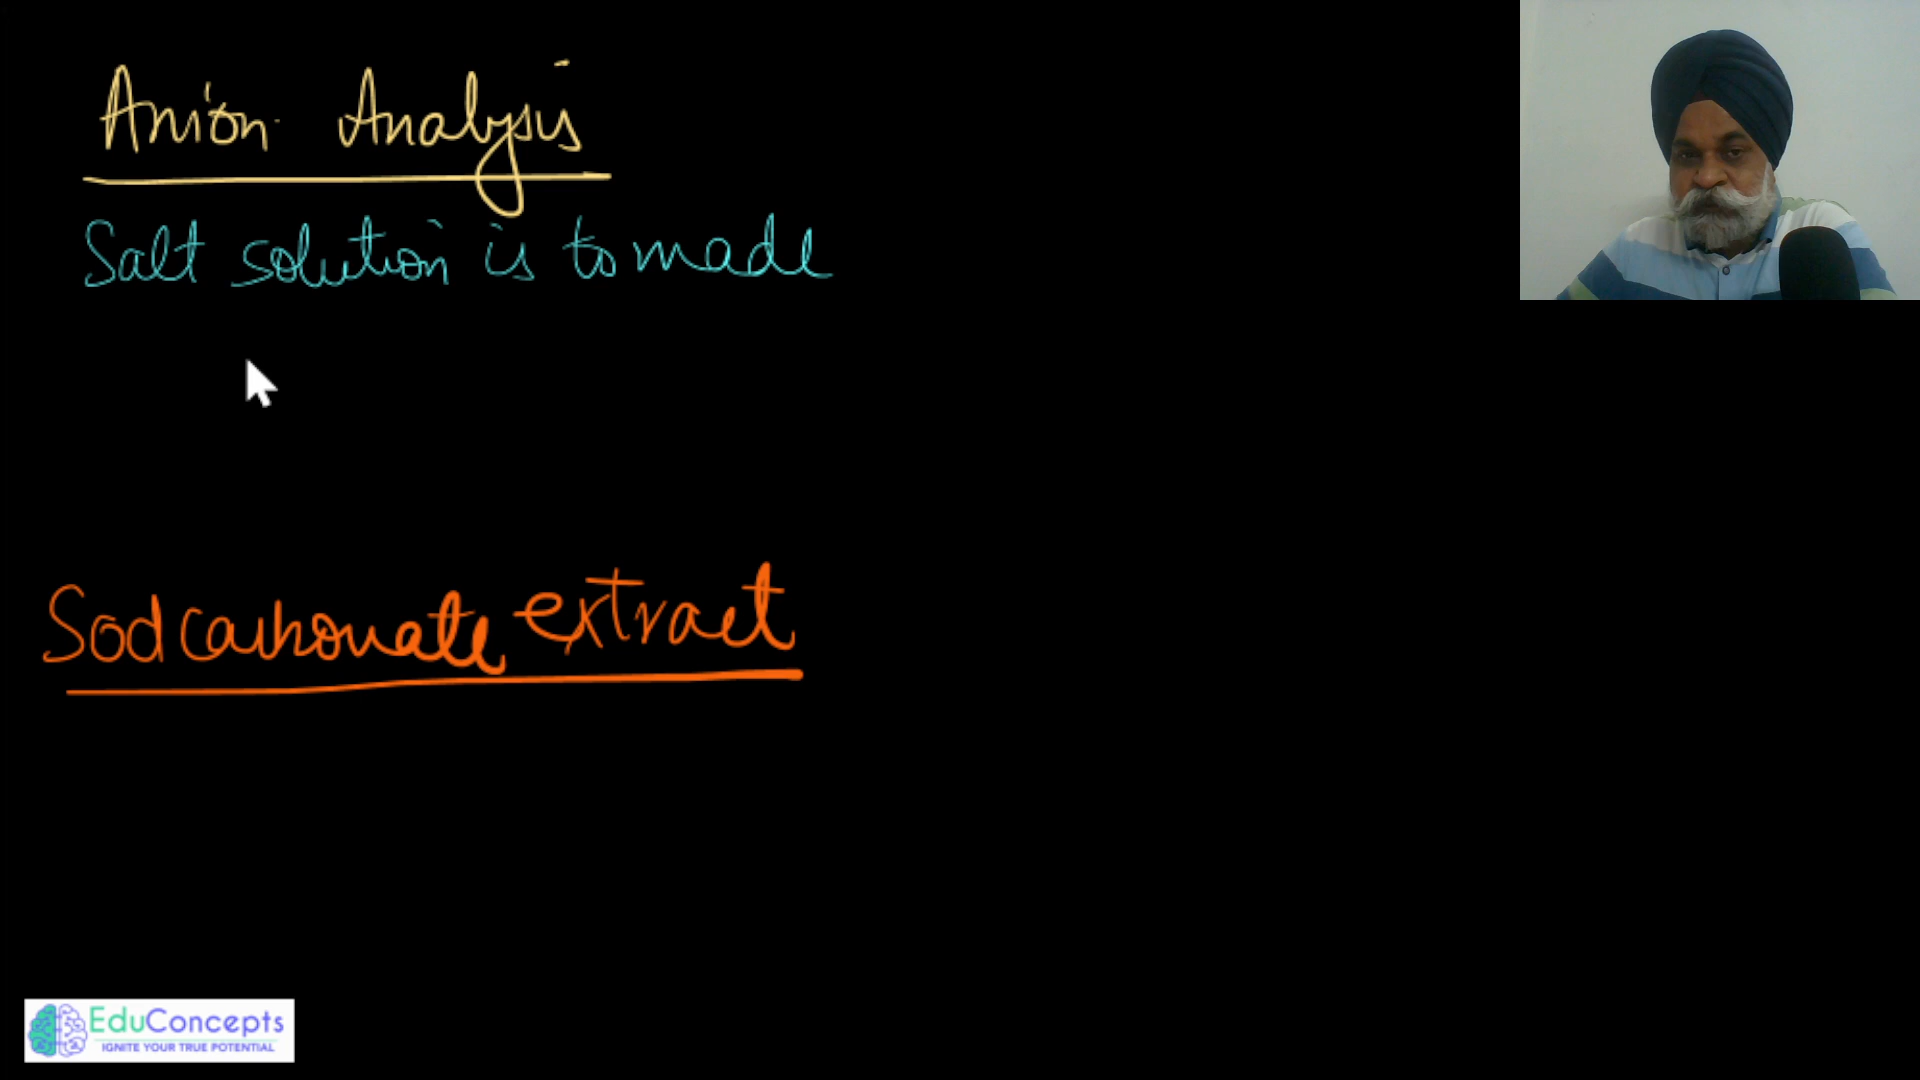 Anion Analysis
Salt solution is to made
Sod carbonate extract
EduConcepts
IGNITE YOUR TRUE POTENTIAL